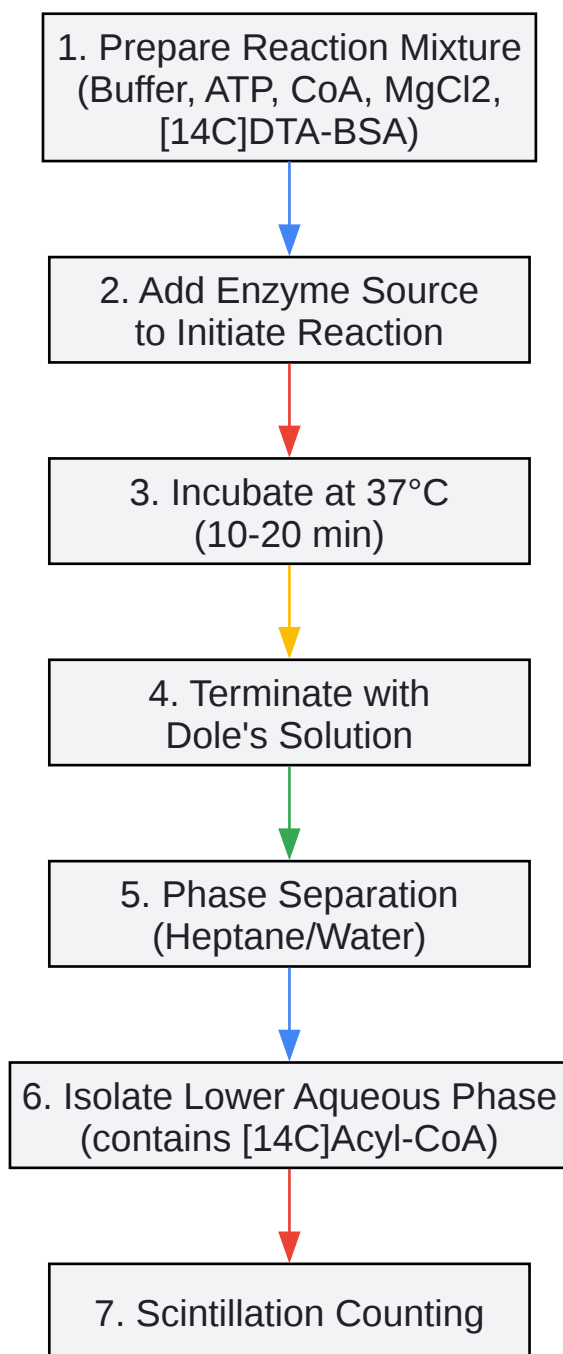 1. Prepare Reaction Mixture
(Buffer, ATP, CoA, MgCl2,
[14C]DTA-BSA)
2. Add Enzyme Source
to Initiate Reaction
3. Incubate at 37°C
(10-20 min)
4. Terminate with
Dole's Solution
5. Phase Separation
(Heptane/Water)
6. Isolate Lower Aqueous Phase
(contains [14C]Acyl-CoA)
7. Scintillation Counting